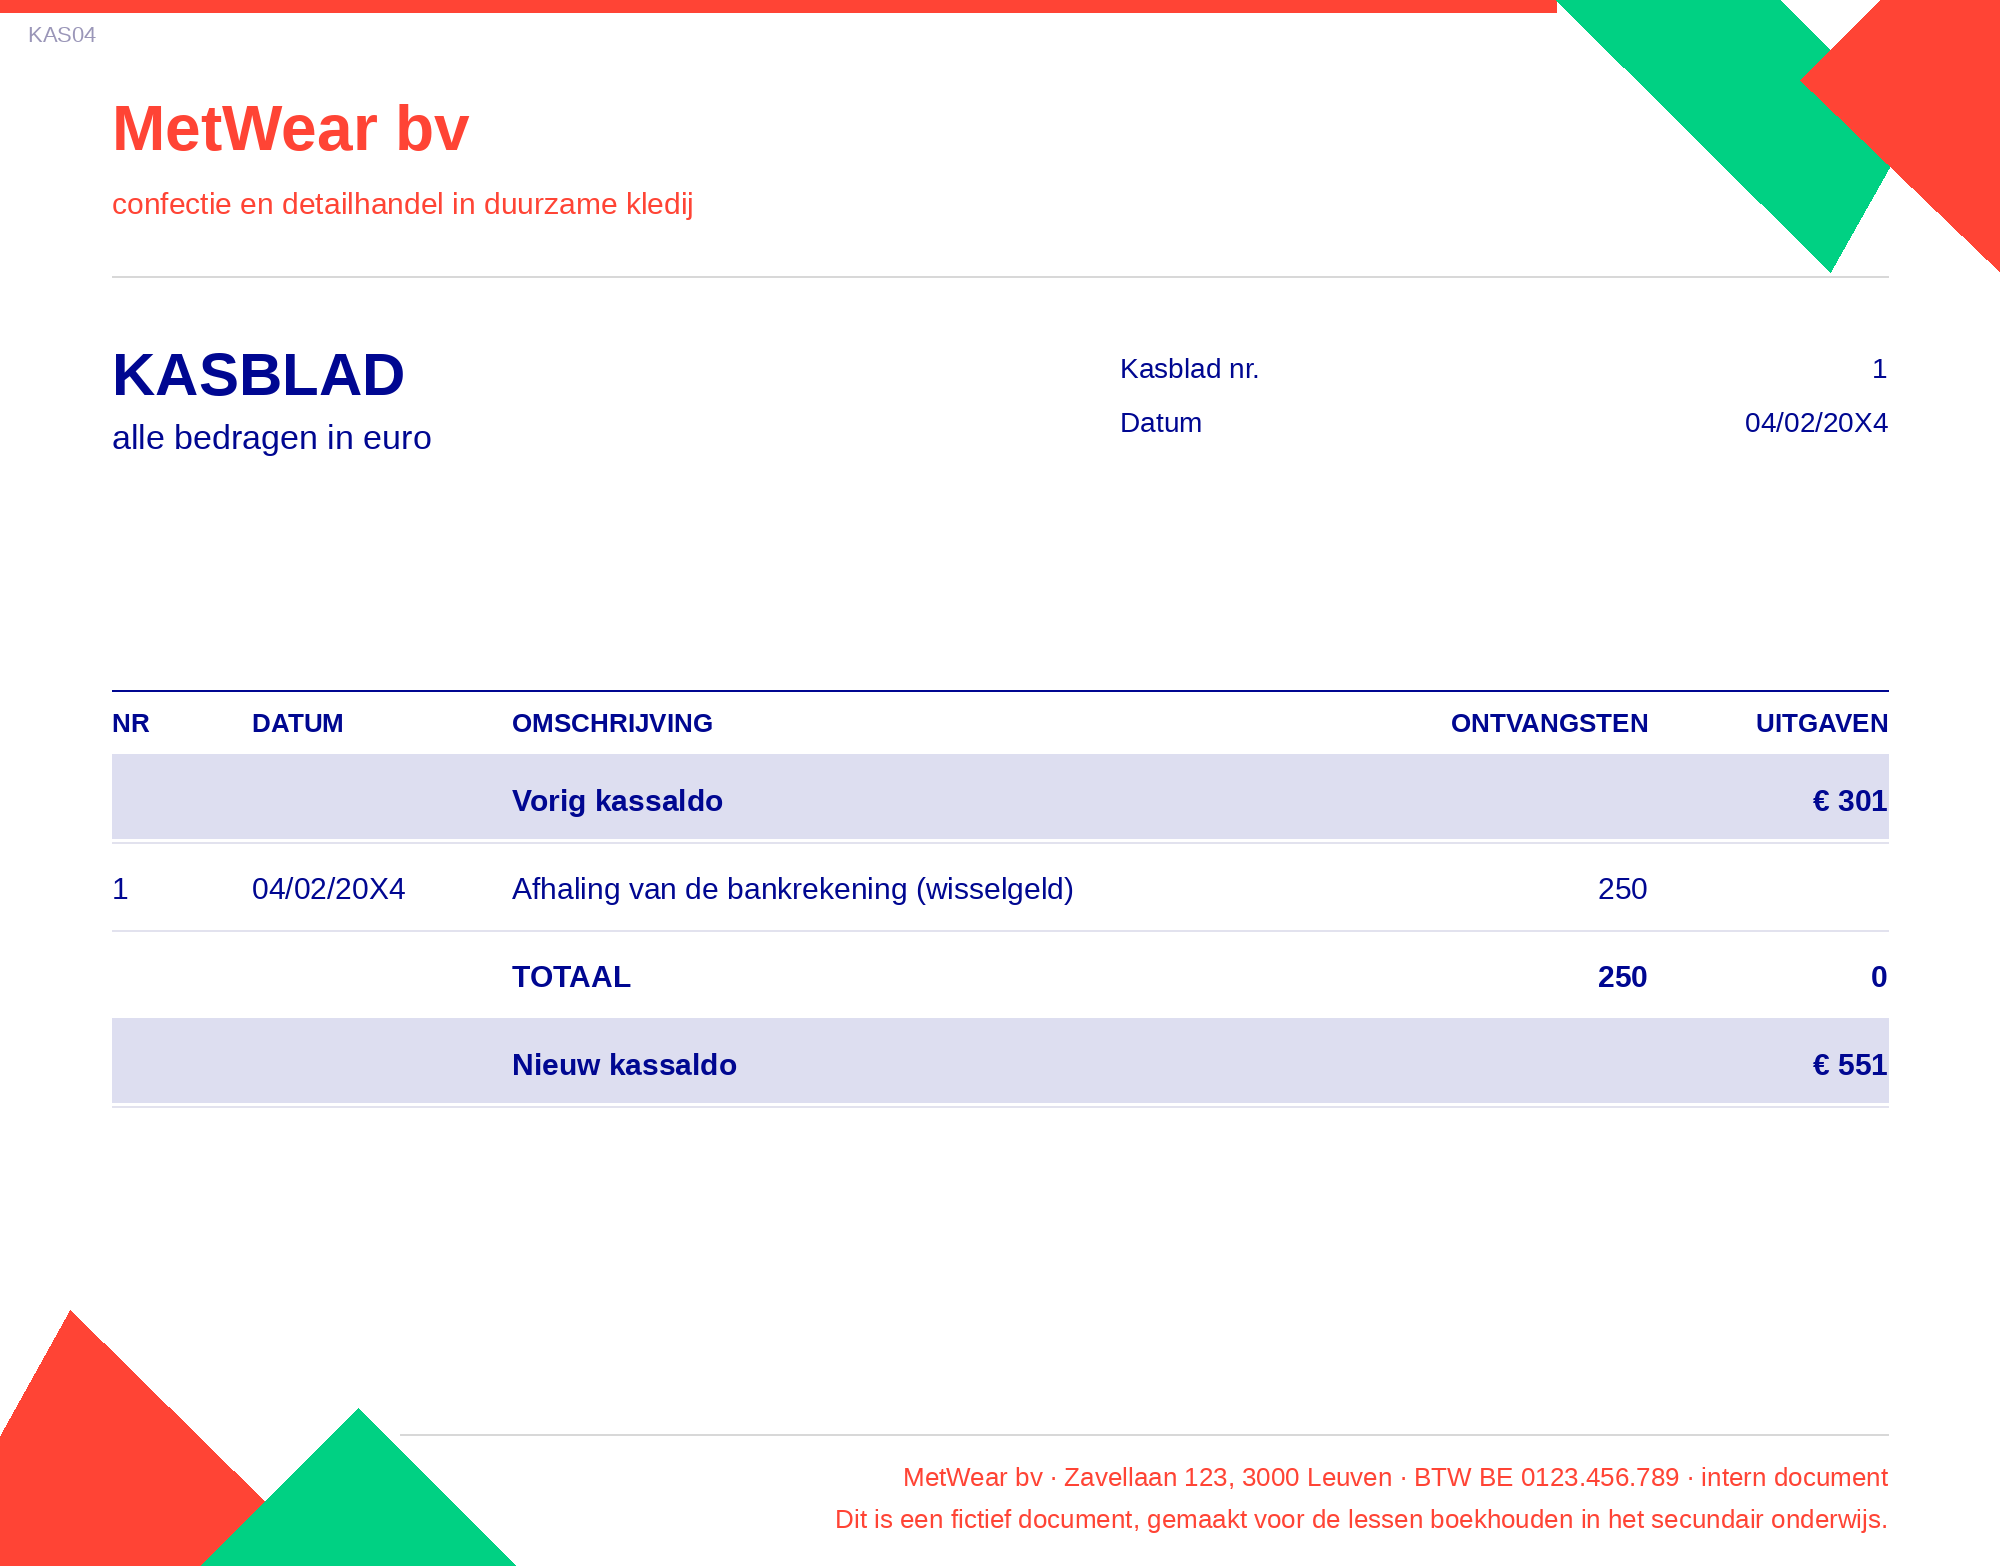 KAS04
MetWear bv
confectie en detailhandel in duurzame kledij
KASBLAD
alle bedragen in euro
Kasblad nr. 1
Datum 04/02/20X4
NR DATUM OMSCHRIJVING ONTVANGSTEN UITGAVEN
Vorig kassaldo € 301
1 04/02/20X4 Afhaling van de bankrekening (wisselgeld) 250
TOTAAL 250 0
Nieuw kassaldo € 551
MetWear bv · Zavellaan 123, 3000 Leuven · BTW BE 0123.456.789 · intern document
Dit is een fictief document, gemaakt voor de lessen boekhouden in het secundair onderwijs.